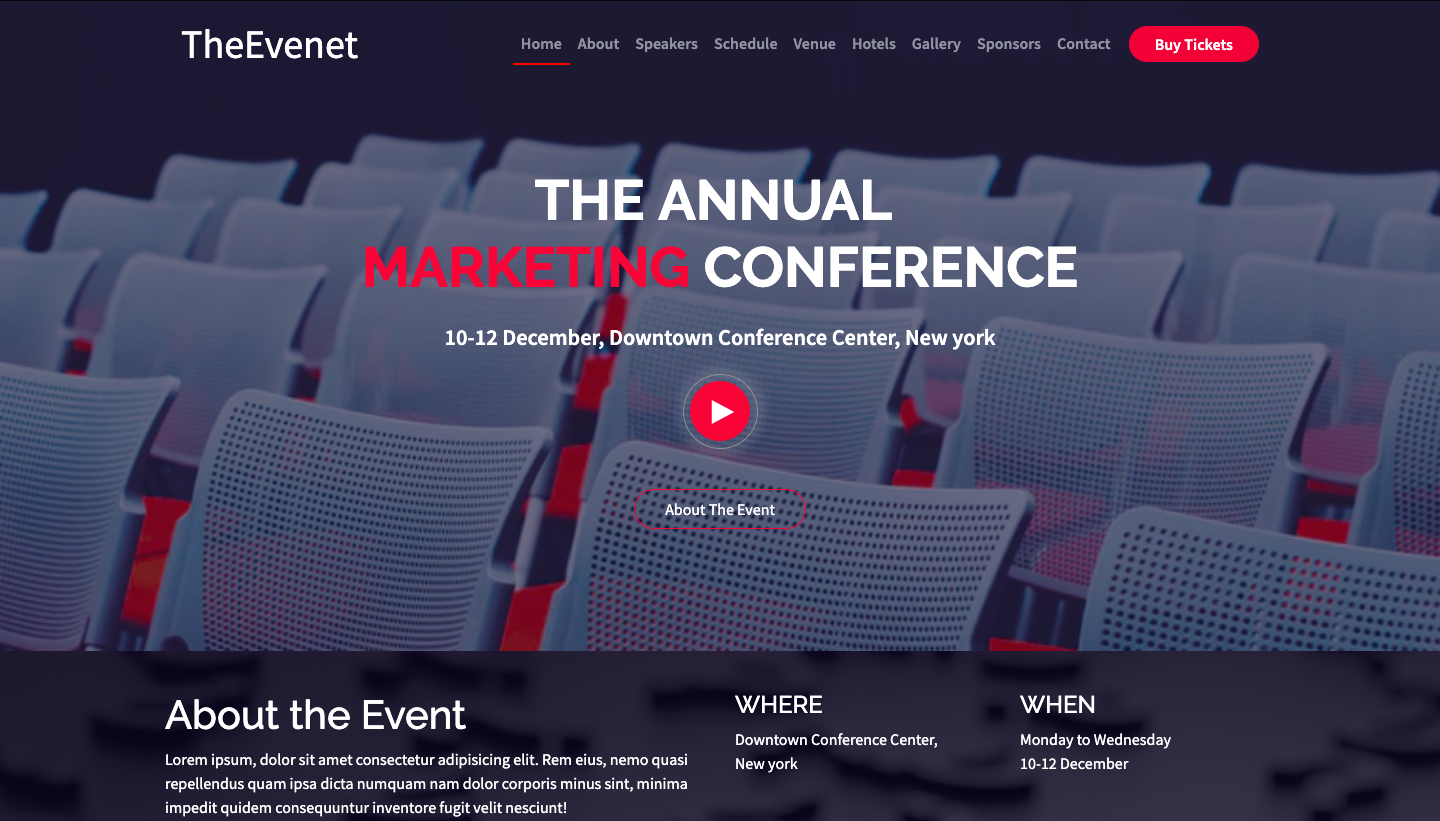 TheEvenet
Home About Speakers Schedule Venue Hotels Gallery Sponsors Contact Buy Tickets
THE ANNUAL
MARKETING CONFERENCE
10-12 December, Downtown Conference Center, New york
About The Event
About the Event
Lorem ipsum, dolor sit amet consectetur adipisicing elit. Rem eius, nemo quasi
repellendus quam ipsa dicta numquam nam dolor corporis minus sint, minima
impedit quidem consequuntur inventore fugit velit nesciunt!
WHERE
Downtown Conference Center,
New york
WHEN
Monday to Wednesday
10-12 December